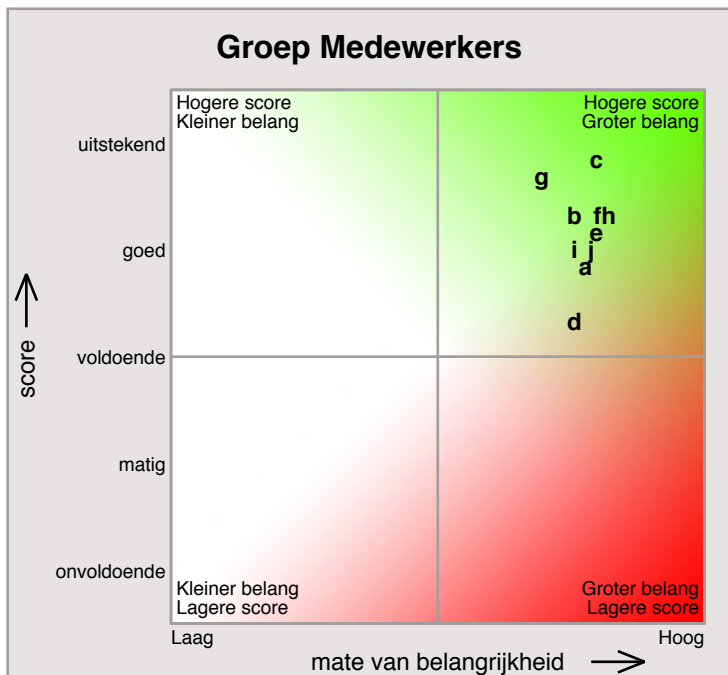 Groep Medewerkers
Hogere score
Kleiner belang
Hogere score
Groter belang
uitstekend
c
g
b
fh
e
goed
i
j
a
d
voldoende
score
matig
onvoldoende
Kleiner belang
Lagere score
Groter belang
Lagere score
Laag
Hoog
mate van belangrijkheid